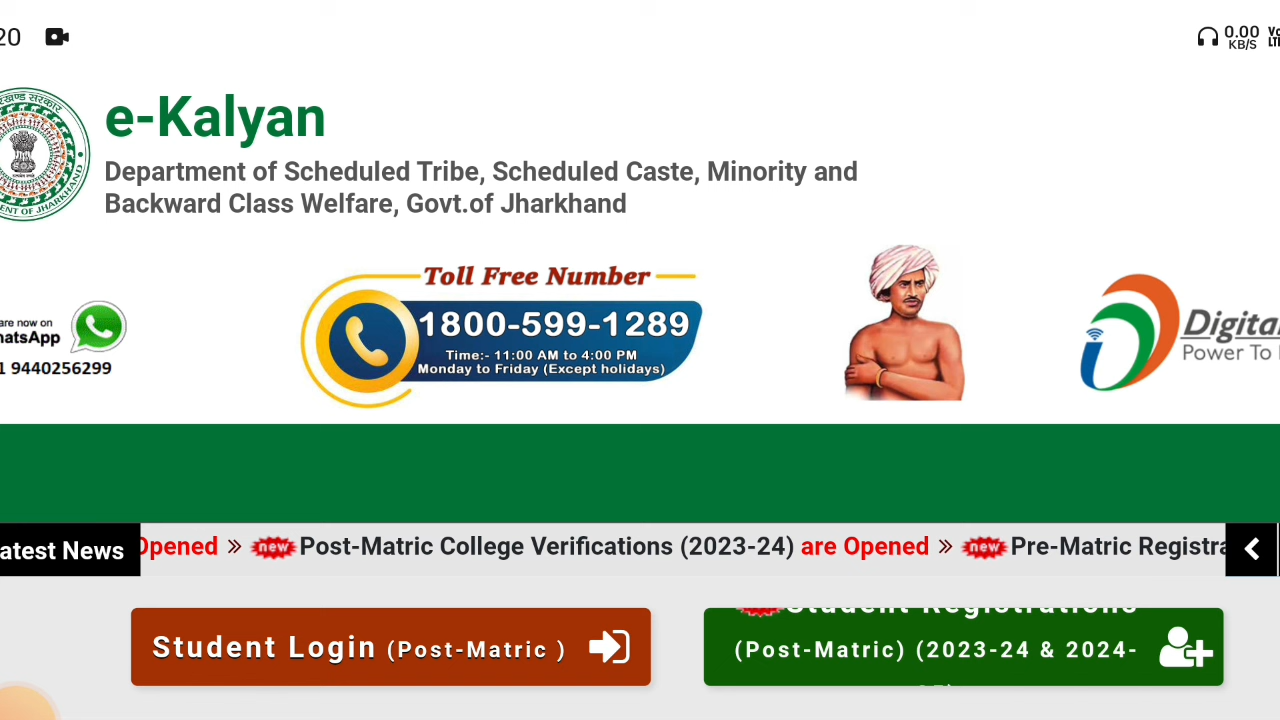 20
0.00
KB/S
e-Kalyan
Department of Scheduled Tribe, Scheduled Caste, Minority and
Backward Class Welfare, Govt.of Jharkhand
Toll Free Number
1800-599-1289
Time:- 11:00 AM to 4:00 PM
Monday to Friday (Except holidays)
are now on
hatsApp
1 9440256299
Digita
Power To
atest News
Opened » new Post-Matric College Verifications (2023-24) are Opened » new Pre-Matric Registra
Student Login (Post-Matric )
Student Registrations
(Post-Matric) (2023-24 & 2024-